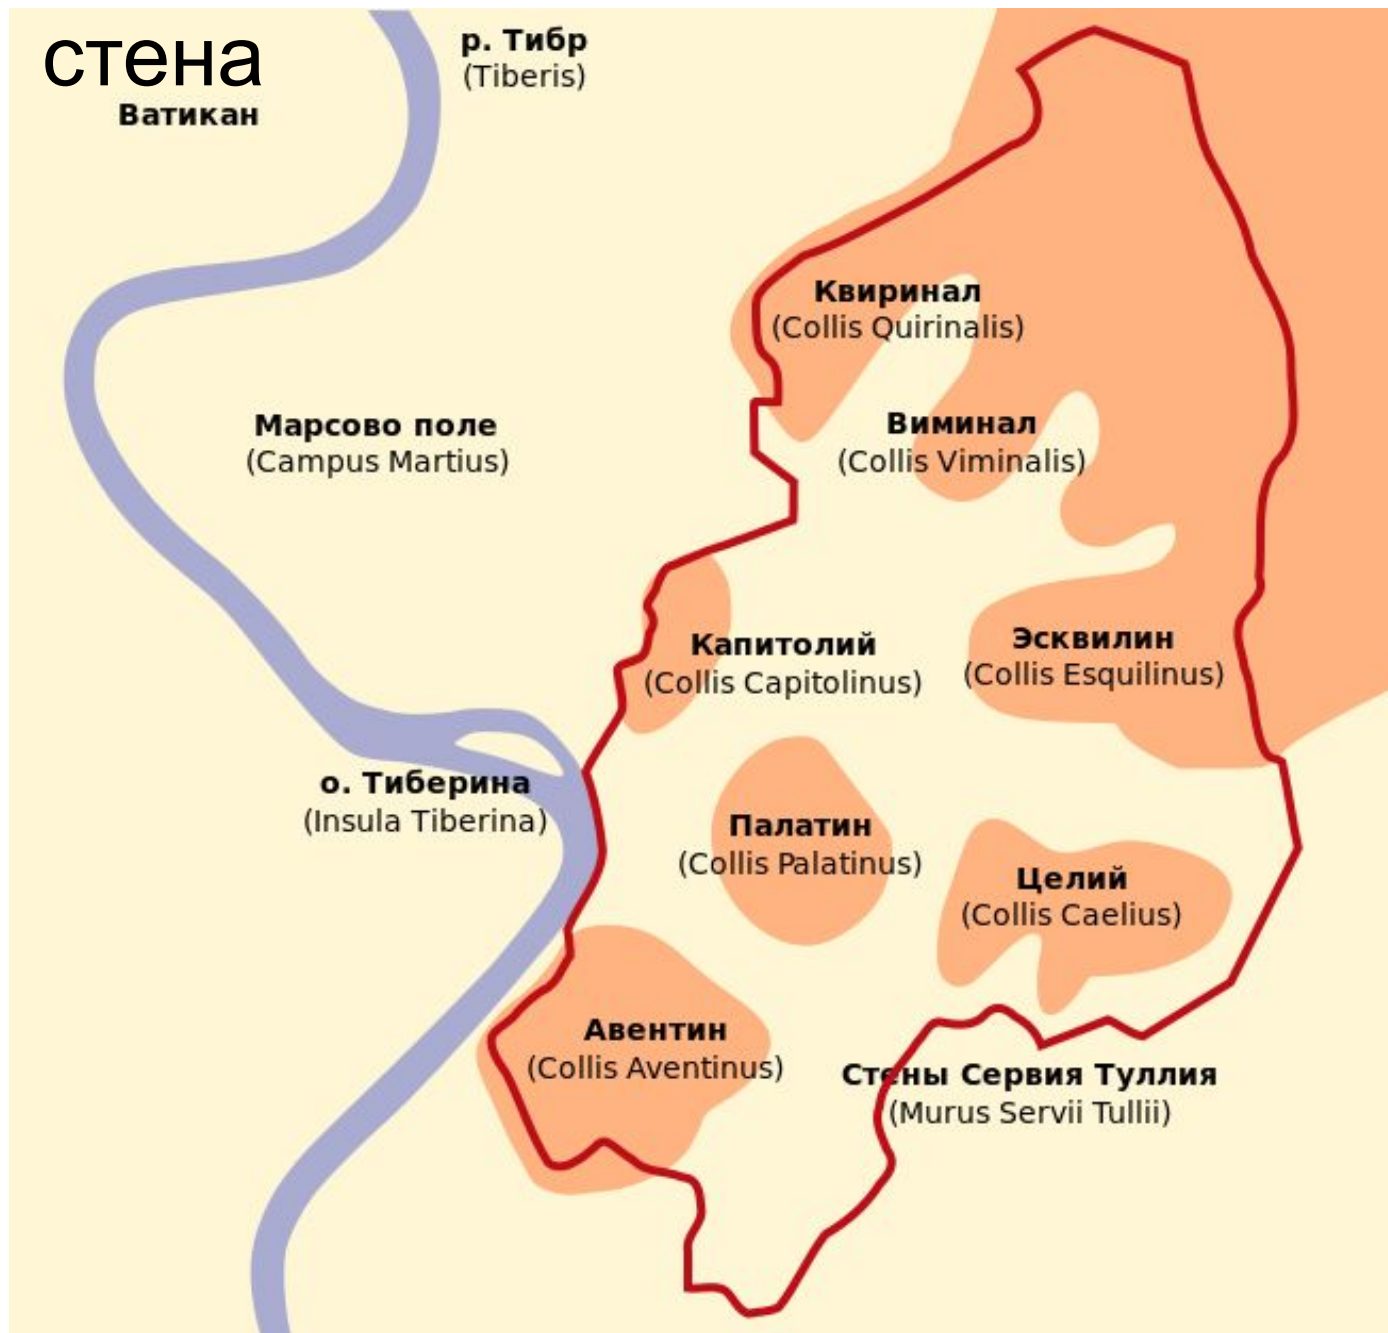 стена
Ватикан
р. Тибр
(Tiberis)
Квиринал
(Collis Quirinalis)
Марсово поле
(Campus Martius)
Виминал
(Collis Viminalis)
Капитолий
(Collis Capitolinus)
Эсквилин
(Collis Esquilinus)
о. Тиберина
(Insula Tiberina)
Палатин
(Collis Palatinus)
Целий
(Collis Caelius)
Авентин
(Collis Aventinus)
Стены Сервия Туллия
(Murus Servii Tullii)